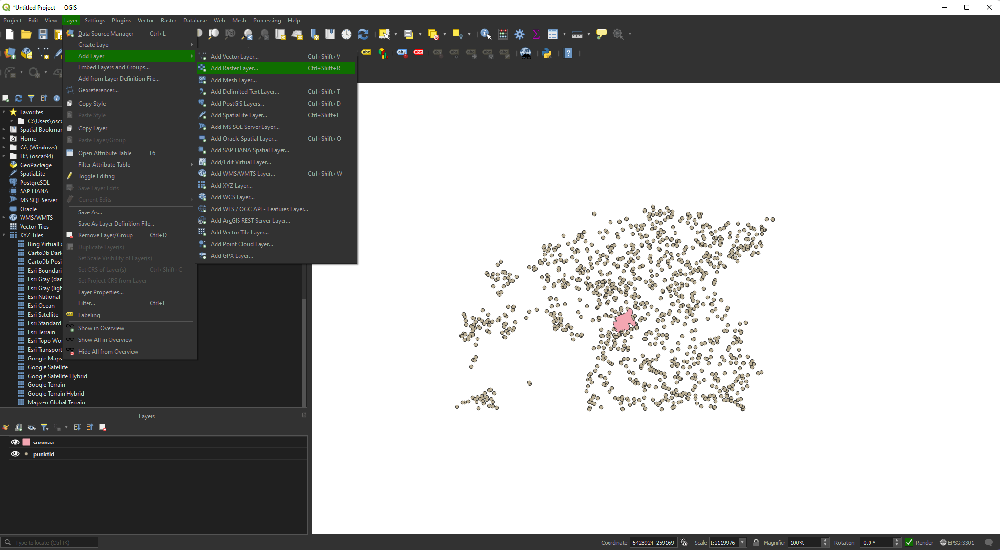 *Untitled Project — QGIS
Project Edit View Layer Settings Plugins Vector Raster Database Web Mesh Processing Help
Data Source Manager Ctrl+L
Create Layer
Add Layer
Embed Layers and Groups...
Add from Layer Definition File...
Georeferencer...
Copy Style
Paste Style
Copy Layer
Paste Layer/Group
Open Attribute Table F6
Filter Attribute Table
Toggle Editing
Save Layer Edits
Current Edits
Save As...
Save As Layer Definition File...
Remove Layer/Group Ctrl+D
Duplicate Layer(s)
Set Scale Visibility of Layer(s)
Set CRS of Layer(s) Ctrl+Shift+C
Set Project CRS from Layer
Layer Properties...
Filter... Ctrl+F
Labeling
Show in Overview
Show All in Overview
Hide All from Overview
Add Vector Layer... Ctrl+Shift+V
Add Raster Layer... Ctrl+Shift+R
Add Mesh Layer...
Add Delimited Text Layer... Ctrl+Shift+T
Add PostGIS Layers... Ctrl+Shift+D
Add SpatiaLite Layer... Ctrl+Shift+L
Add MS SQL Server Layer...
Add Oracle Spatial Layer... Ctrl+Shift+O
Add SAP HANA Spatial Layer...
Add/Edit Virtual Layer...
Add WMS/WMTS Layer... Ctrl+Shift+W
Add XYZ Layer...
Add WCS Layer...
Add WFS / OGC API - Features Layer...
Add ArcGIS REST Server Layer...
Add Vector Tile Layer...
Add Point Cloud Layer...
Add GPX Layer...
abc ab abc
Favorites
C:\Users\osca
Spatial Bookmar
Home
C:\ (Windows)
H:\ (oscar94)
GeoPackage
SpatiaLite
PostgreSQL
SAP HANA
MS SQL Server
Oracle
WMS/WMTS
Vector Tiles
XYZ Tiles
Bing VirtualEa
CartoDb Dark
CartoDb Posi
Esri Boundari
Esri Gray (dar
Esri Gray (ligh
Esri National
Esri Ocean
Esri Satellite
Esri Standard
Esri Terrain
Esri Topo Wo
Esri Transport
Google Maps
Google Satellite
Google Satellite Hybrid
Google Terrain
Google Terrain Hybrid
Mapzen Global Terrain
Layers
soomaa
punktid
Type to locate (Ctrl+K)
Coordinate 6428924 259169 Scale 1:2119976 Magnifier 100% Rotation 0.0 ° Render EPSG:3301